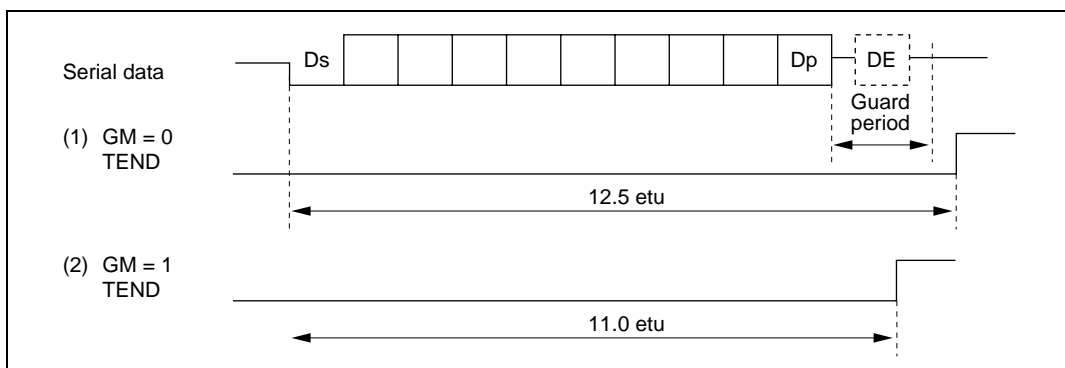 Serial data
Ds
Dp
DE
Guard
period
(1) GM = 0
TEND
12.5 etu
(2) GM = 1
TEND
11.0 etu